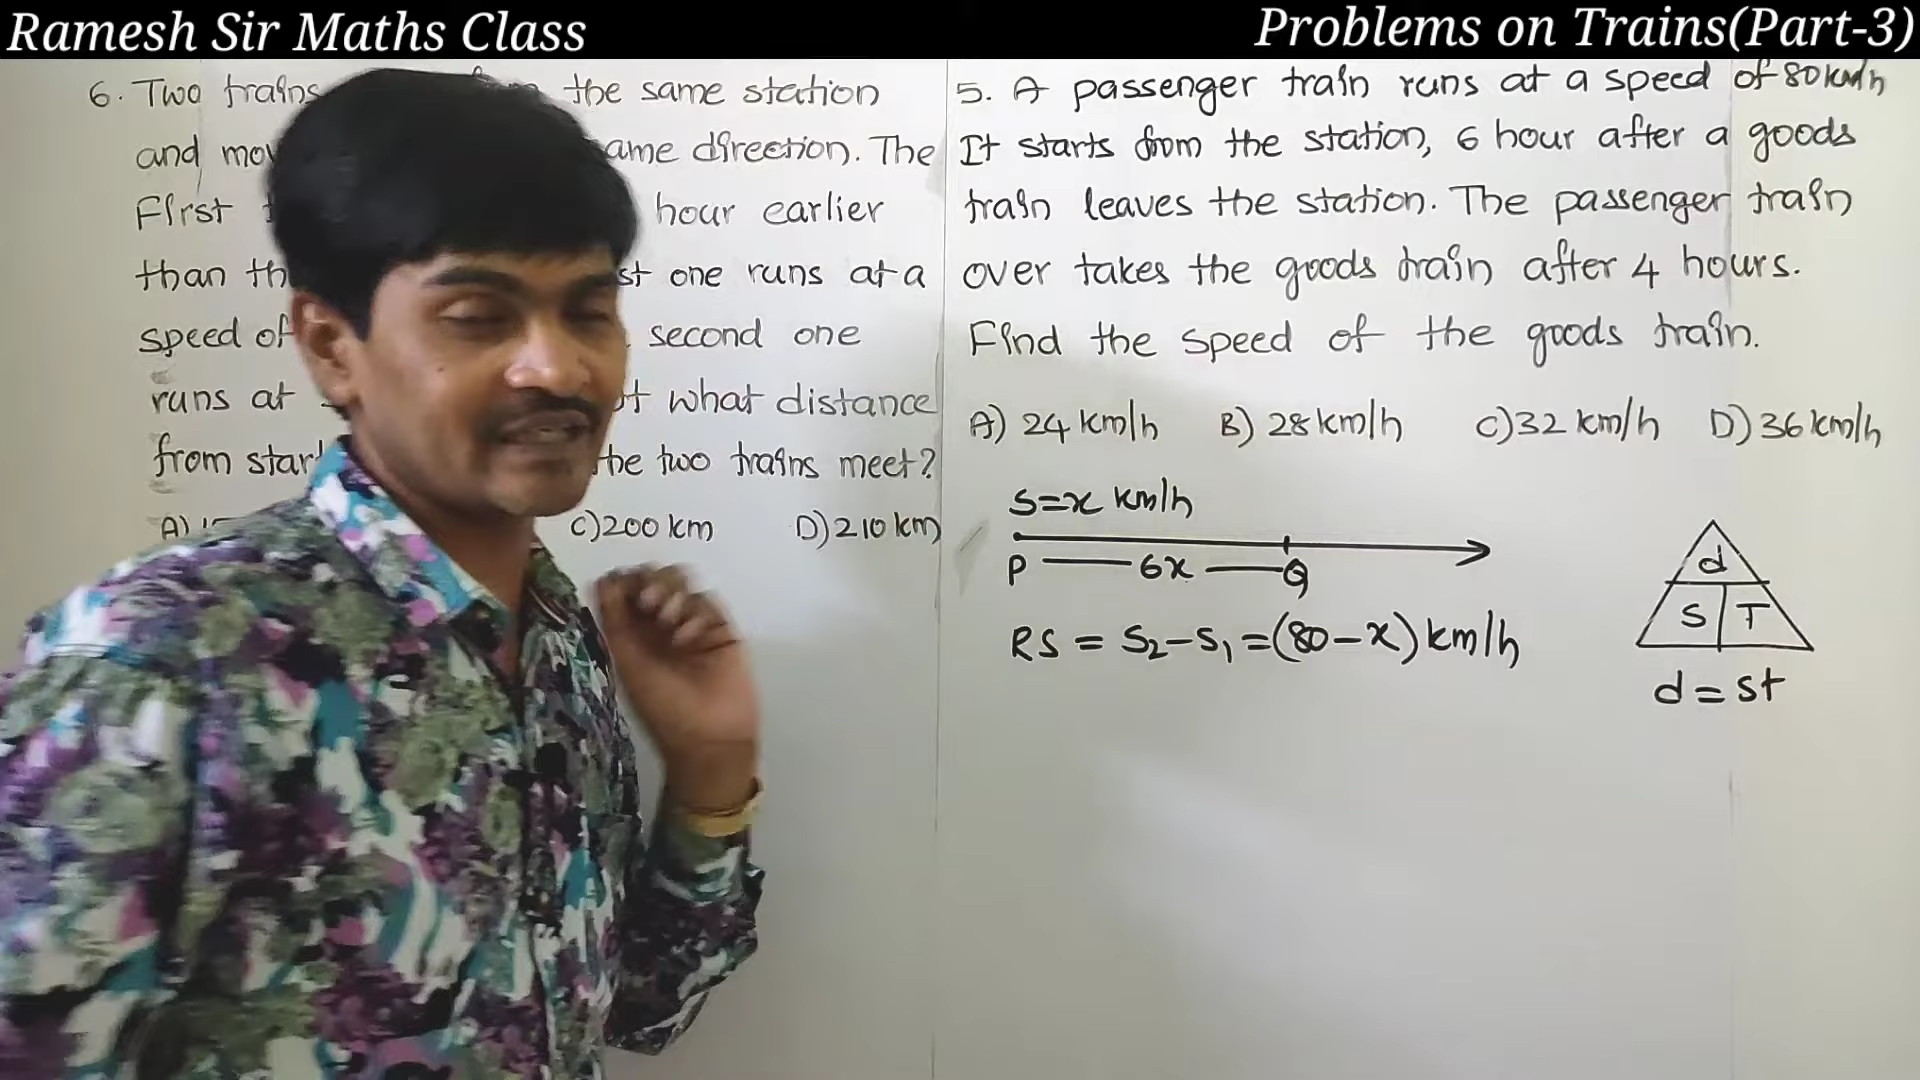 Ramesh Sir Maths Class
Problems on Trains(Part-3)
6. Two trains the same station
and ame direction. The
First hour earlier
than st one runs at a
speed of second one
runs at what distance
from the two trains meet?
A) C) 200 km D) 210 km
5. A passenger train runs at a speed of 80 km/h
It starts from the station, 6 hour after a goods
train leaves the station. The passenger train
over takes the goods train after 4 hours.
Find the speed of the goods train.
A) 24 km/h B) 28 km/h C) 32 km/h D) 36 km/h
S=x km/h
P 6x Q
RS = S₂-S₁ = (80-x) km/h
d
S T
d = st